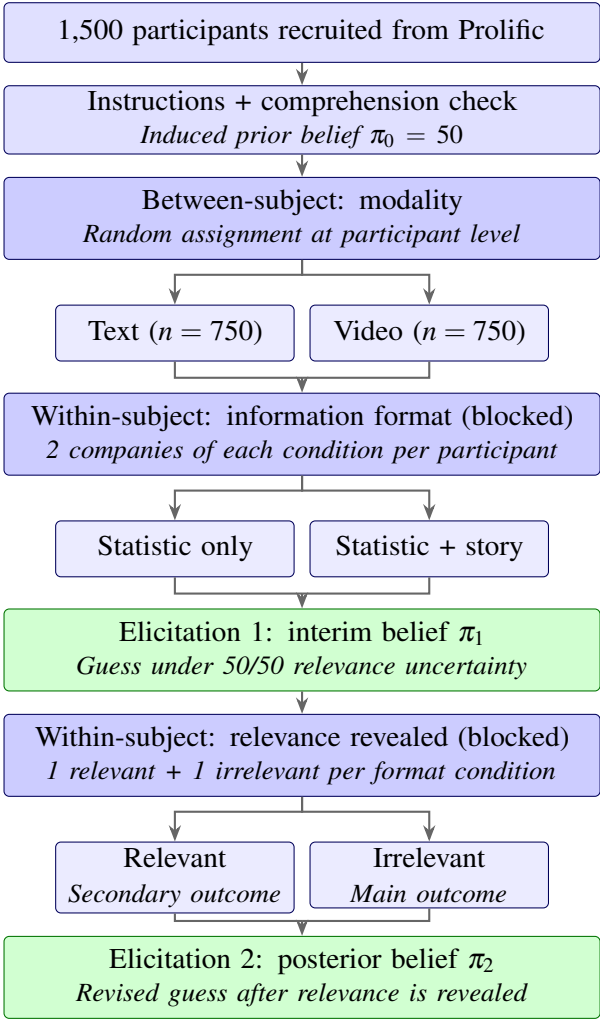 1,500 participants recruited from Prolific
Instructions + comprehension check
Induced prior belief π₀ = 50
Between-subject: modality
Random assignment at participant level
Text (n = 750)
Video (n = 750)
Within-subject: information format (blocked)
2 companies of each condition per participant
Statistic only
Statistic + story
Elicitation 1: interim belief π₁
Guess under 50/50 relevance uncertainty
Within-subject: relevance revealed (blocked)
1 relevant + 1 irrelevant per format condition
Relevant
Secondary outcome
Irrelevant
Main outcome
Elicitation 2: posterior belief π₂
Revised guess after relevance is revealed